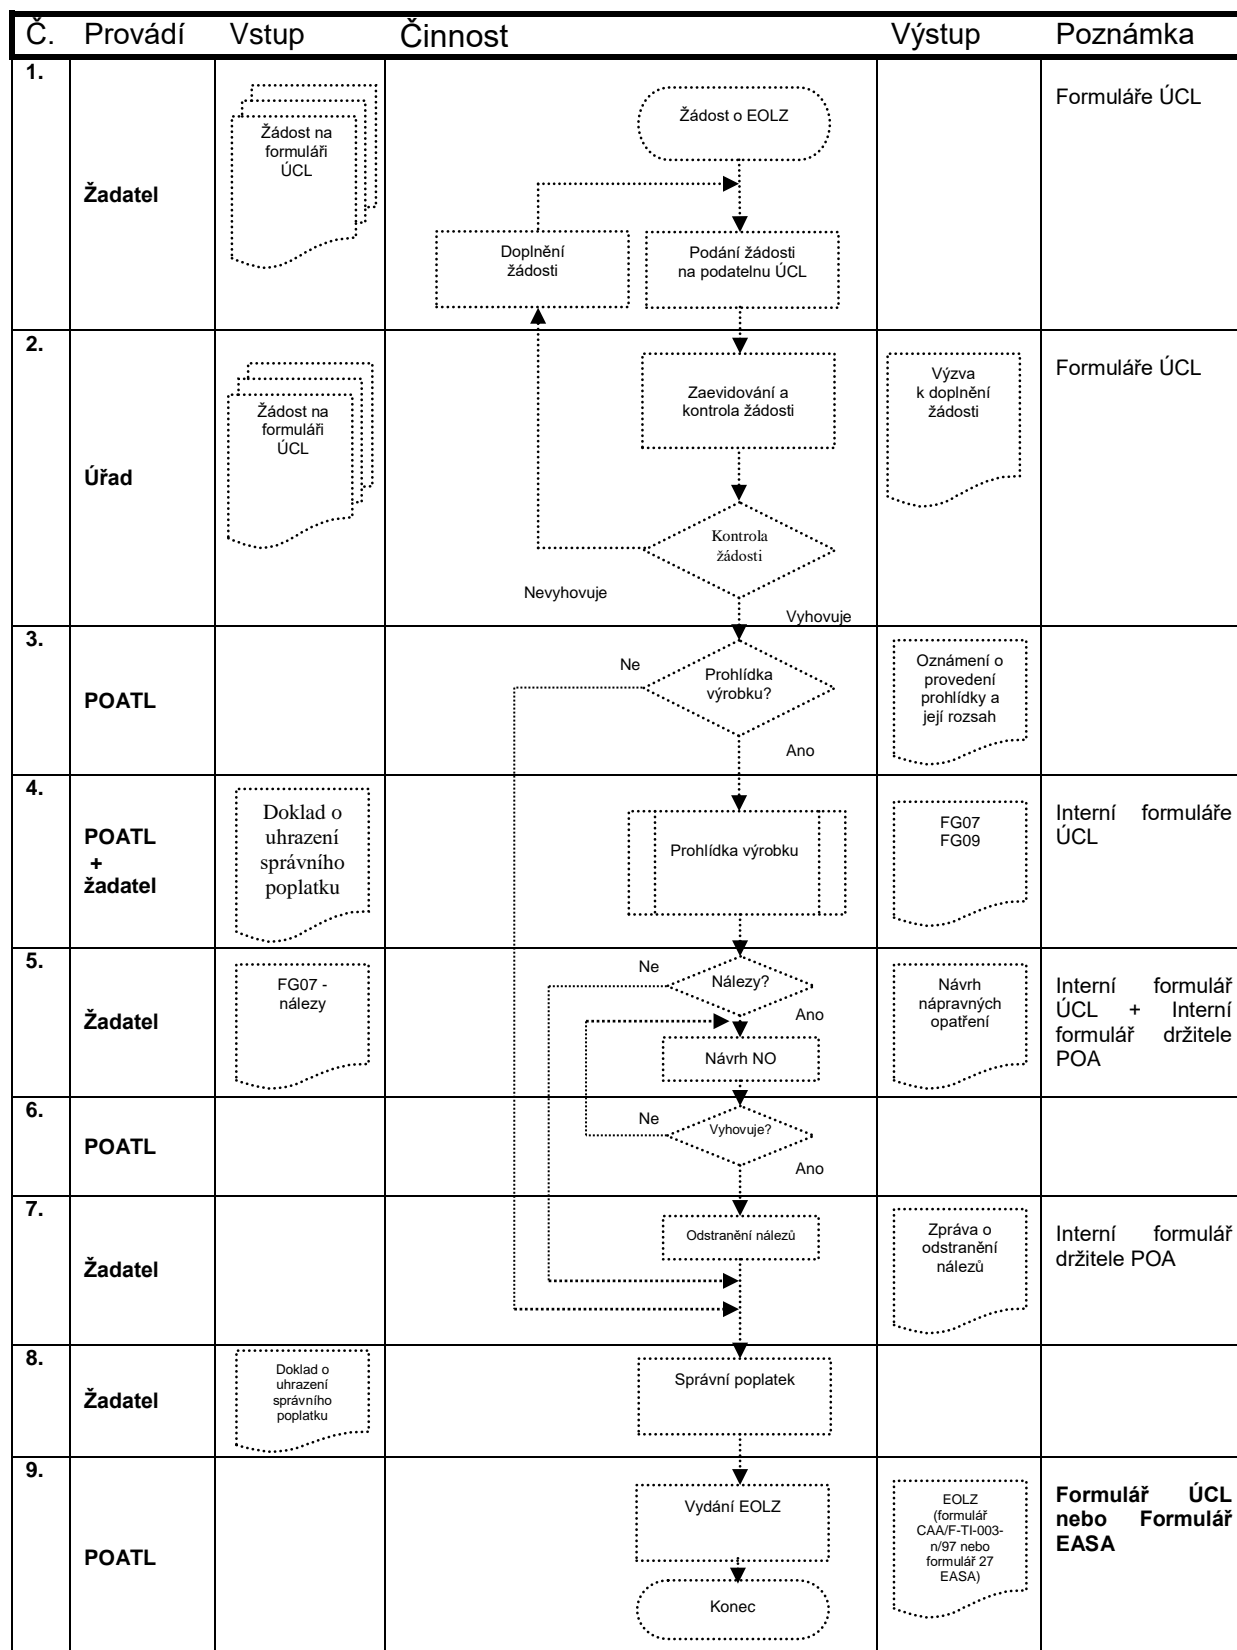 Č. Provádí Vstup Činnost Výstup Poznámka
1.
Žadatel
Žádost na
formuláři
ÚCL
Žádost o EOLZ
Doplnění
žádosti
Podání žádosti
na podatelnu ÚCL
Formuláře ÚCL
2.
Úřad
Žádost na
formuláři
ÚCL
Zaevidování a
kontrola žádosti
Kontrola
žádosti
Nevyhovuje
Vyhovuje
Výzva
k doplnění
žádosti
Formuláře ÚCL
3.
POATL
Ne
Prohlídka
výrobku?
Ano
Oznámení o
provedení
prohlídky a
její rozsah
4.
POATL
+
žadatel
Doklad o
uhrazení
správního
poplatku
Prohlídka výrobku
FG07
FG09
Interní formuláře
ÚCL
5.
Žadatel
FG07 -
nálezy
Ne
Nálezy?
Ano
Návrh NO
Návrh
nápravných
opatření
Interní formulář
ÚCL + Interní
formulář držitele
POA
6.
POATL
Ne
Vyhovuje?
Ano
7.
Žadatel
Odstranění nálezů
Zpráva o
odstranění
nálezů
Interní formulář
držitele POA
8.
Žadatel
Doklad o
uhrazení
správního
poplatku
Správní poplatek
9.
POATL
Vydání EOLZ
Konec
EOLZ
(formulář
CAA/F-TI-003-
n/97 nebo
formulář 27
EASA)
Formulář ÚCL
nebo Formulář
EASA